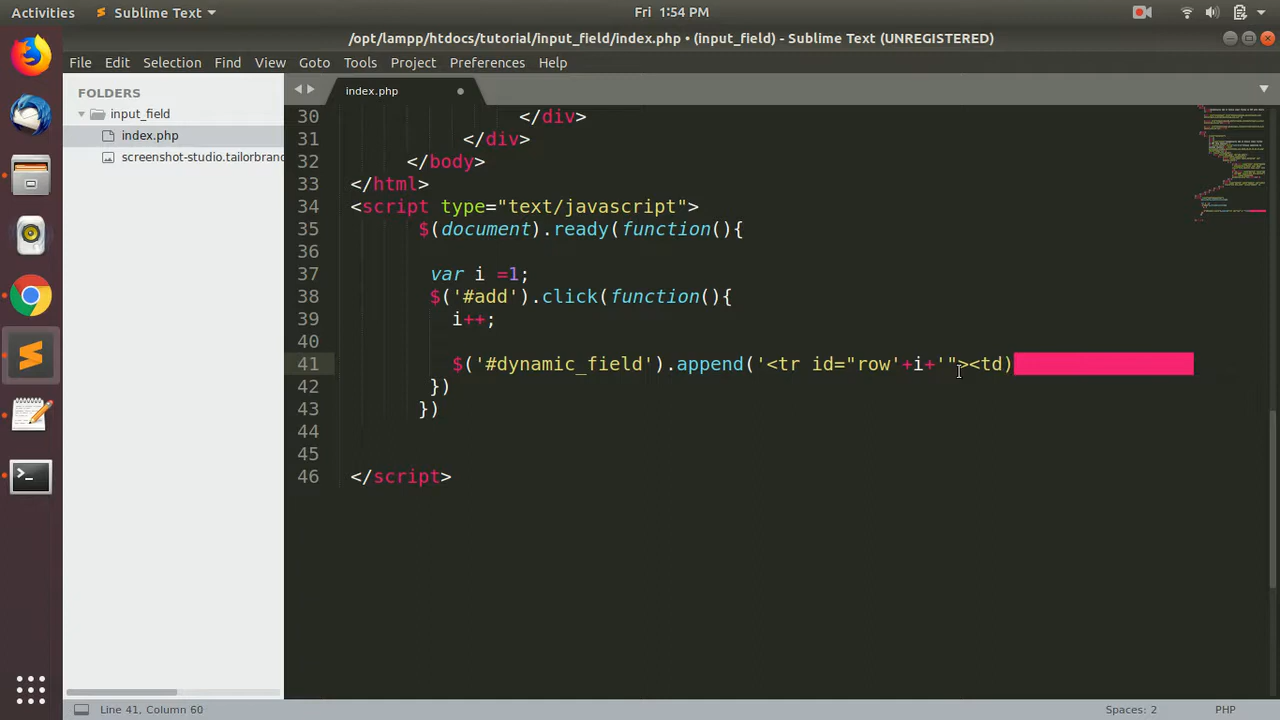 Activities
Sublime Text
Fri 1:54 PM
/opt/lampp/htdocs/tutorial/input_field/index.php • (input_field) - Sublime Text (UNREGISTERED)
File Edit Selection Find View Goto Tools Project Preferences Help
FOLDERS
input_field
index.php
screenshot-studio.tailorbrand
index.php
30 </div>
31 </div>
32 </body>
33 </html>
34 <script type="text/javascript">
35 $(document).ready(function(){
36
37 var i =1;
38 $('#add').click(function(){
39 i++;
40
41 $('#dynamic_field').append('<tr id="row'+i+'"><td)
42 })
43 })
44
45
46 </script>
Line 41, Column 60
Spaces: 2
PHP